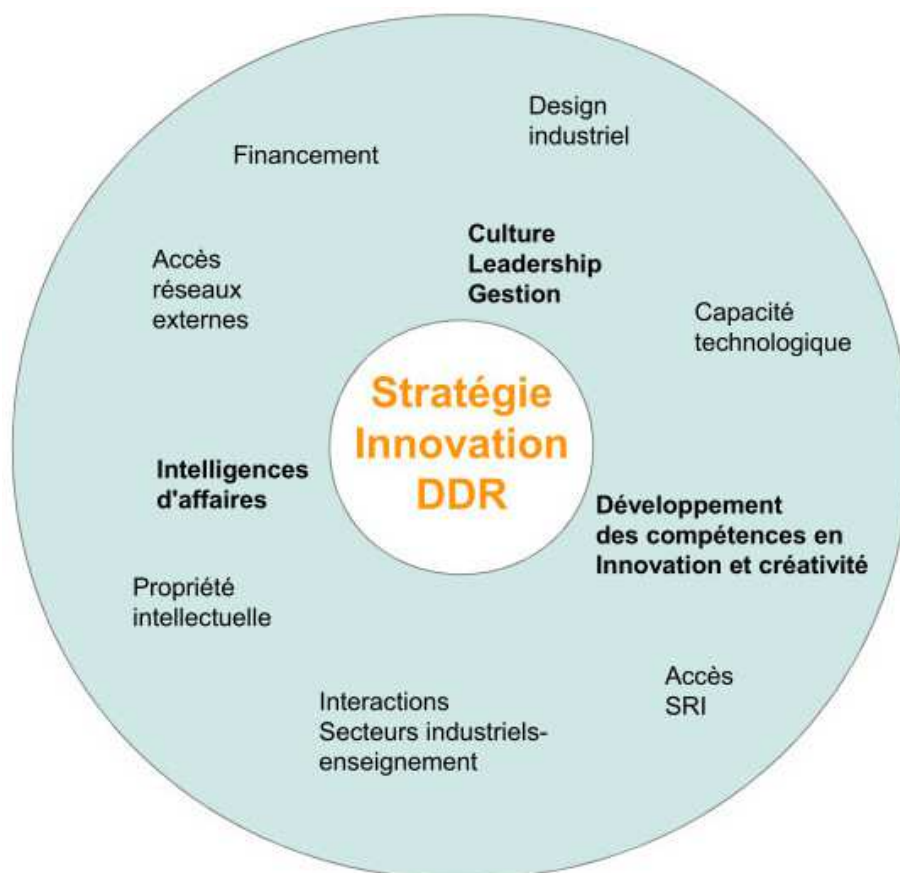 Design
industriel
Financement
Culture
Leadership
Gestion
Accès
réseaux
externes
Capacité
technologique
Stratégie
Innovation
DDR
Intelligences
d'affaires
Développement
des compétences en
Innovation et créativité
Propriété
intellectuelle
Accès
SRI
Interactions
Secteurs industriels-
enseignement